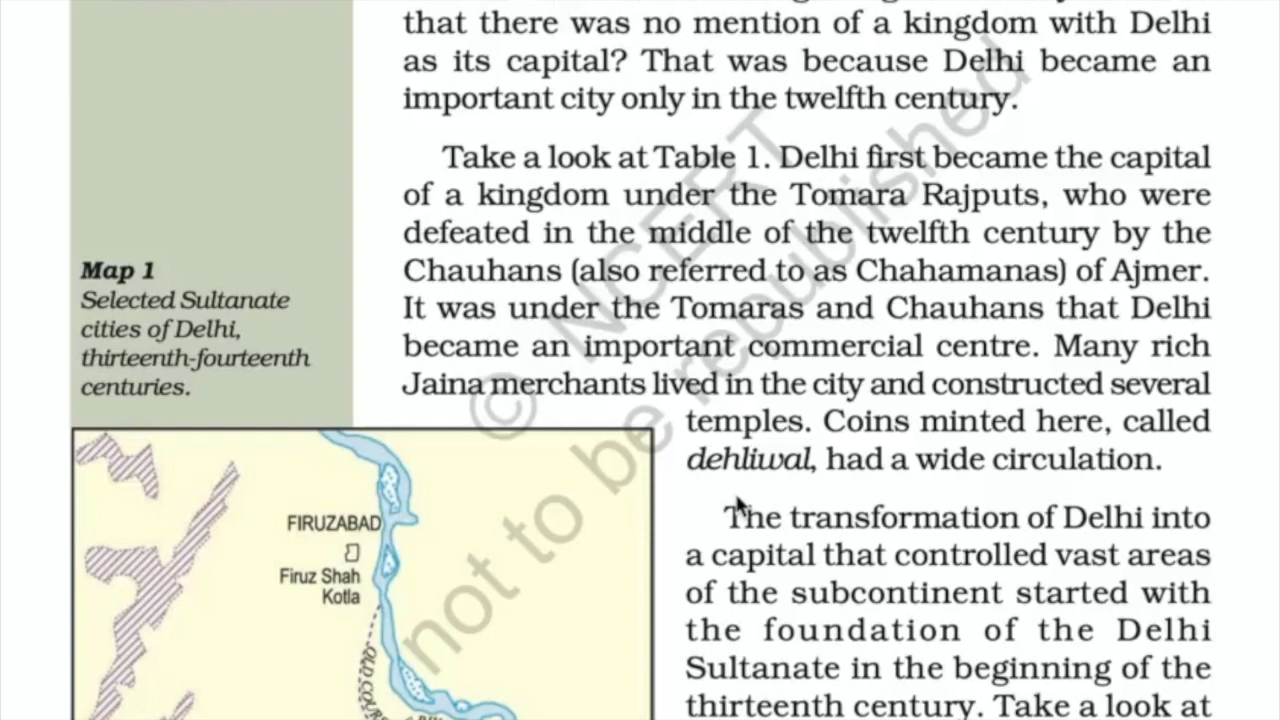 that there was no mention of a kingdom with Delhi
as its capital? That was because Delhi became an
important city only in the twelfth century.
Take a look at Table 1. Delhi first became the capital
of a kingdom under the Tomara Rajputs, who were
defeated in the middle of the twelfth century by the
Chauhans (also referred to as Chahamanas) of Ajmer.
It was under the Tomaras and Chauhans that Delhi
became an important commercial centre. Many rich
Jaina merchants lived in the city and constructed several
temples. Coins minted here, called
dehliwal, had a wide circulation.
The transformation of Delhi into
a capital that controlled vast areas
of the subcontinent started with
the foundation of the Delhi
Sultanate in the beginning of the
thirteenth century. Take a look at
Map 1
Selected Sultanate
cities of Delhi,
thirteenth-fourteenth
centuries.
FIRUZABAD
Firuz Shah
Kotla
OLD
© NCERT
not to be republished